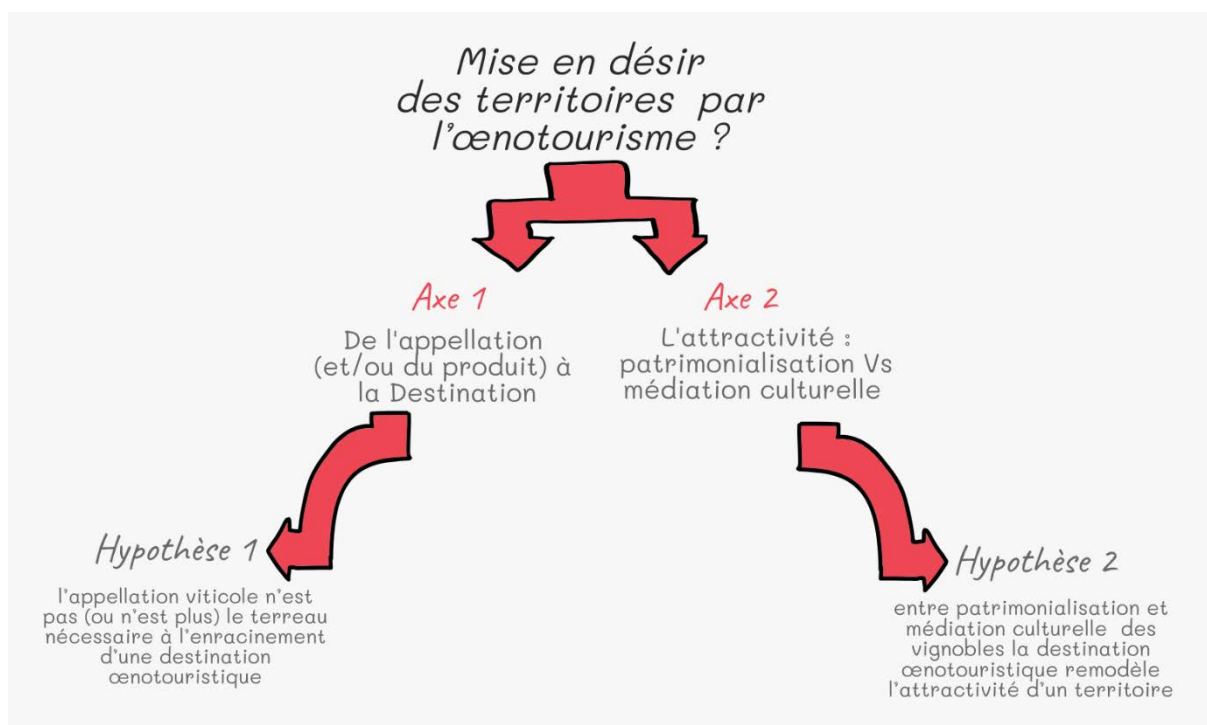 Mise en désir
des territoires par
l'œnotourisme ?
Axe 1
De l'appellation
(et/ou du produit) à
la Destination
Axe 2
L'attractivité :
patrimonialisation Vs
médiation culturelle
Hypothèse 1
l'appellation viticole n'est
pas (ou n'est plus) le terreau
nécessaire à l'enracinement
d'une destination
œnotouristique
Hypothèse 2
entre patrimonialisation et
médiation culturelle des
vignobles la destination
œnotouristique remodèle
l'attractivité d'un territoire